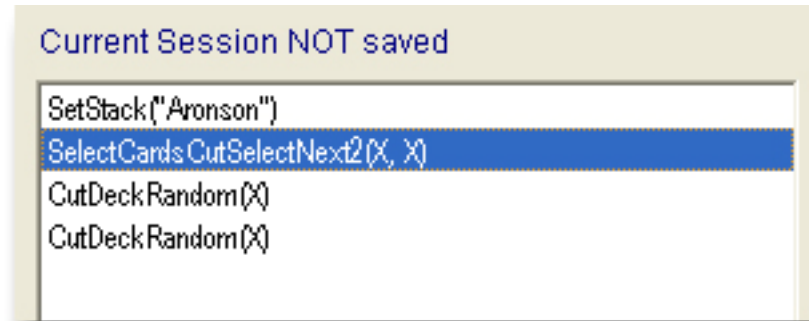 Current Session NOT saved
SetStack("Aronson")
SelectCardsCutSelectNext2(X, X)
CutDeckRandom(X)
CutDeckRandom(X)